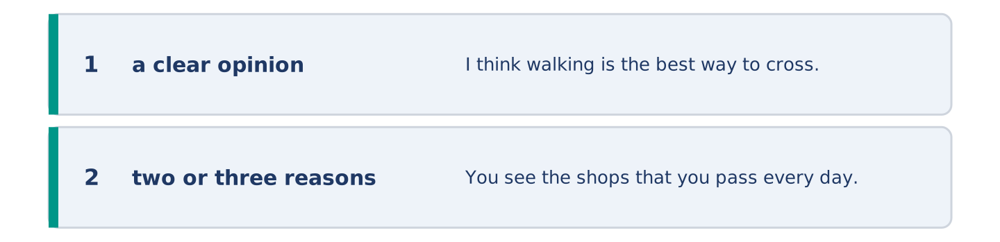 1 a clear opinion I think walking is the best way to cross.
2 two or three reasons You see the shops that you pass every day.